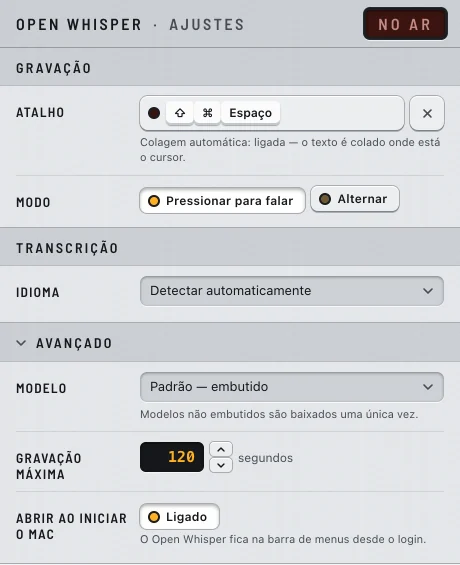 OPEN WHISPER · AJUSTES
NO AR
GRAVAÇÃO
ATALHO
⇧ ⌘ Espaço
✕
Colagem automática: ligada — o texto é colado onde está
o cursor.
MODO
Pressionar para falar
Alternar
TRANSCRIÇÃO
IDIOMA
Detectar automaticamente
AVANÇADO
MODELO
Padrão — embutido
Modelos não embutidos são baixados uma única vez.
GRAVAÇÃO
MÁXIMA
120
segundos
ABRIR AO INICIAR
O MAC
Ligado
O Open Whisper fica na barra de menus desde o login.